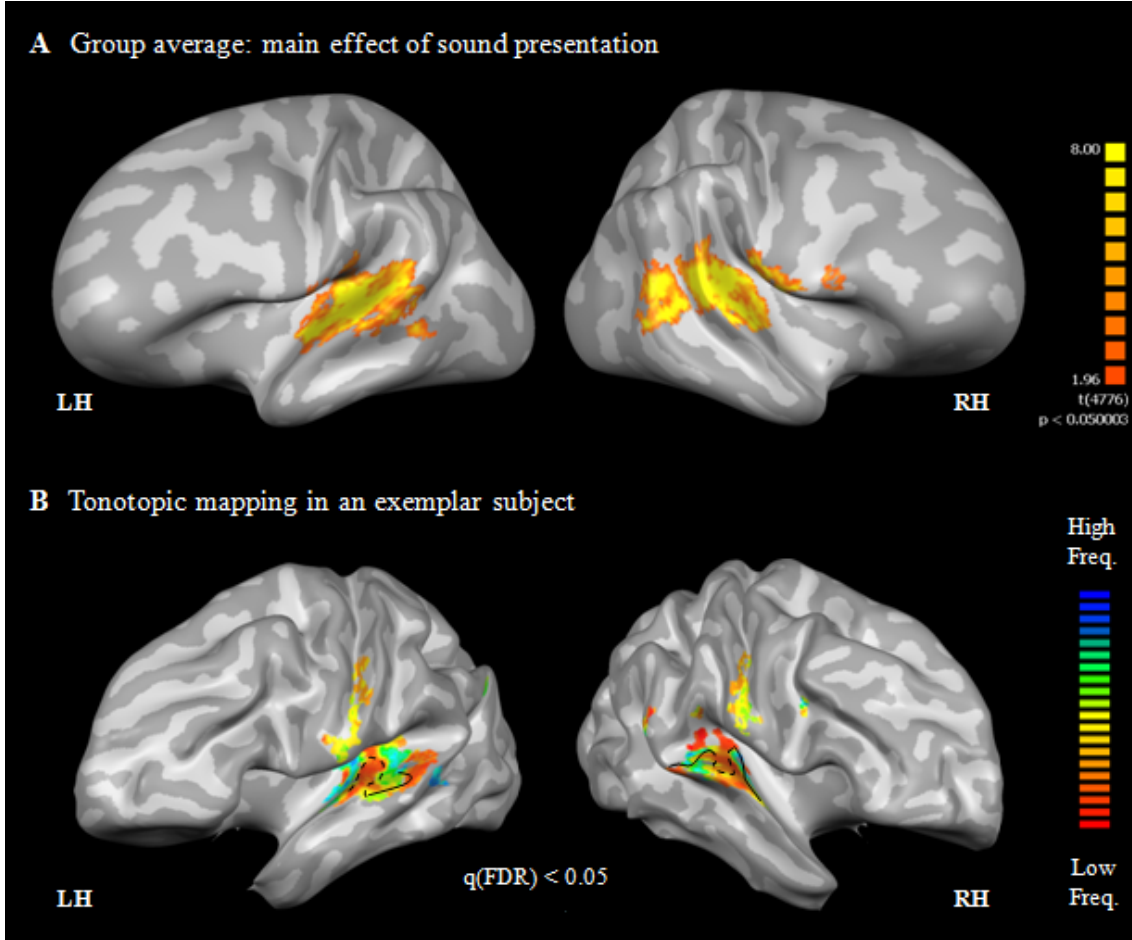 A Group average: main effect of sound presentation
8.00
1.96
t(4776)
p < 0.050003
LH
RH
B Tonotopic mapping in an exemplar subject
High
Freq.
q(FDR) < 0.05
Low
Freq.
LH
RH